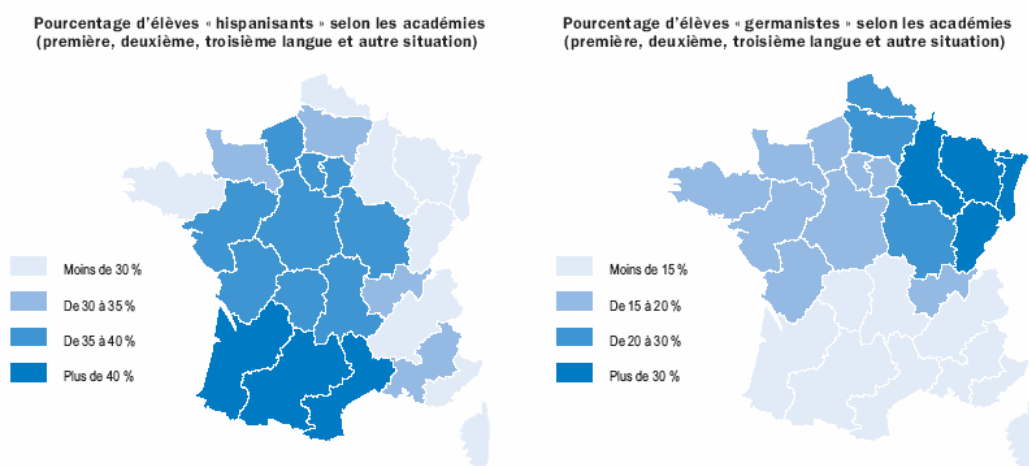 Pourcentage d'élèves « hispanisants » selon les académies
(première, deuxième, troisième langue et autre situation)
Moins de 30 %
De 30 à 35 %
De 35 à 40 %
Plus de 40 %
Pourcentage d'élèves « germanistes » selon les académies
(première, deuxième, troisième langue et autre situation)
Moins de 15 %
De 15 à 20 %
De 20 à 30 %
Plus de 30 %